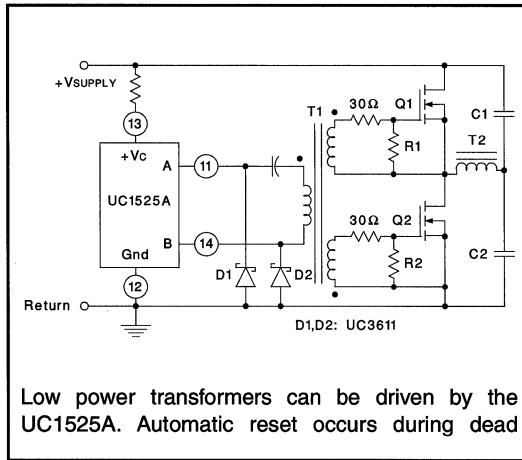 +VSUPPLY
13
+Vc
A
11
UC1525A
B
14
Gnd
12
Return
D1
D2
T1
30Ω
Q1
R1
C1
T2
30Ω
Q2
R2
C2
D1,D2: UC3611
Low power transformers can be driven by the
UC1525A. Automatic reset occurs during dead